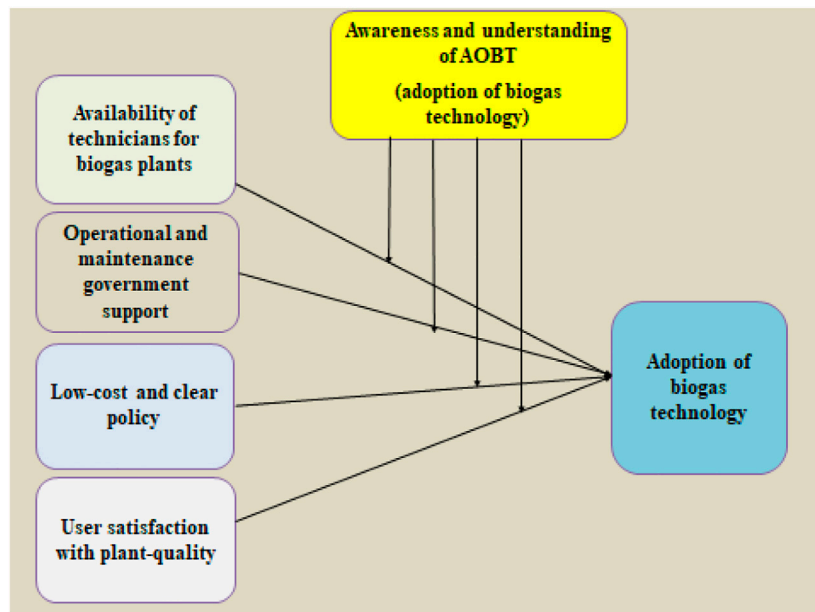 Awareness and understanding
of AOBT
(adoption of biogas
technology)
Availability of
technicians for
biogas plants
Operational and
maintenance
government
support
Low-cost and clear
policy
User satisfaction
with plant-quality
Adoption of
biogas
technology